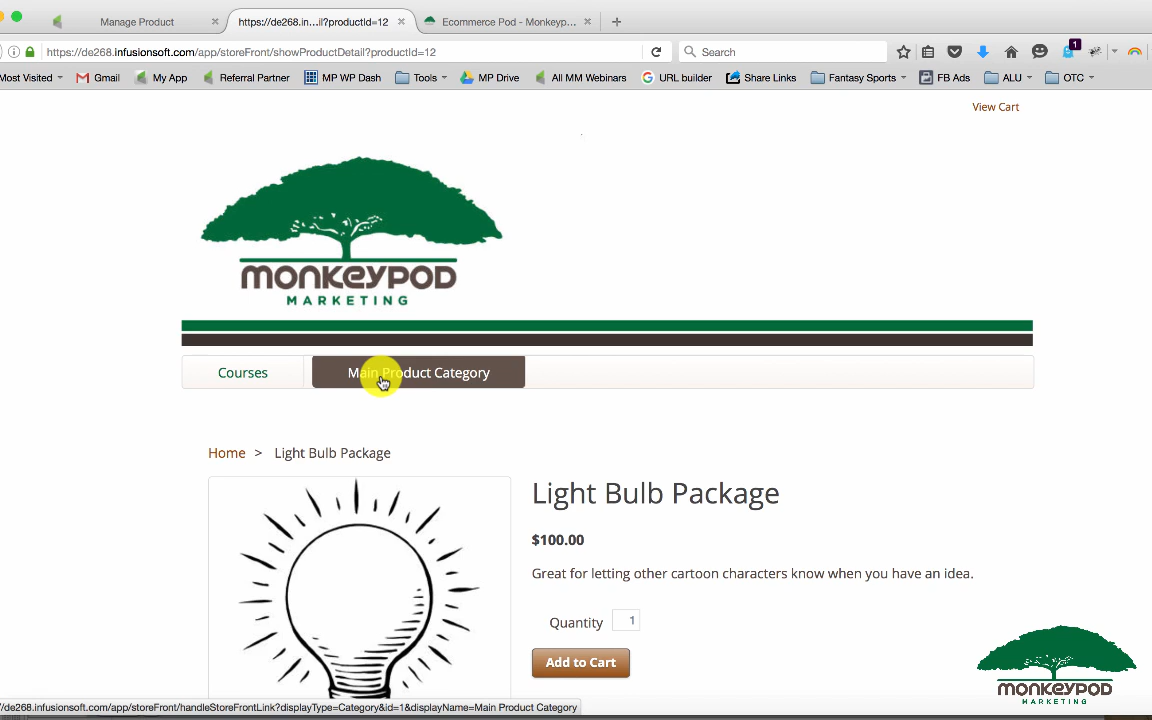 Manage Product
https://de268.in...il?productId=12
Ecommerce Pod - Monkeyp...
https://de268.infusionsoft.com/app/storeFront/showProductDetail?productId=12
Search
1
Most Visited
Gmail
My App
Referral Partner
MP WP Dash
Tools
MP Drive
All MM Webinars
URL builder
Share Links
Fantasy Sports
FB Ads
ALU
OTC
View Cart
monkeypod
MARKETING
Courses
Main Product Category
Home > Light Bulb Package
Light Bulb Package
$100.00
Great for letting other cartoon characters know when you have an idea.
Quantity 1
Add to Cart
monkeypod
MARKETING
/de268.infusionsoft.com/app/storeFront/handleStoreFrontLink?displayType=Category&id=1&displayName=Main Product Category